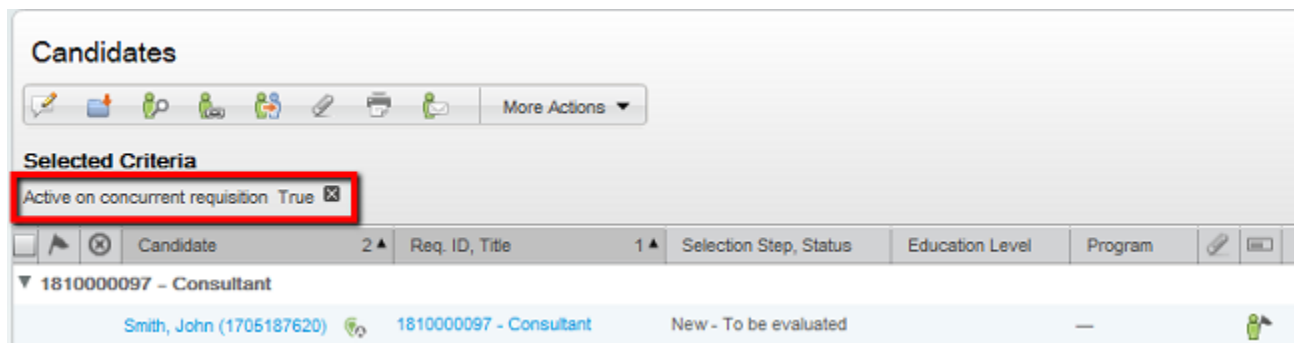 Candidates
More Actions
Selected Criteria
Active on concurrent requisition True
Candidate 2 Req. ID, Title 1 Selection Step, Status Education Level Program
1810000097 – Consultant
Smith, John (1705187620) 1810000097 - Consultant New - To be evaluated —